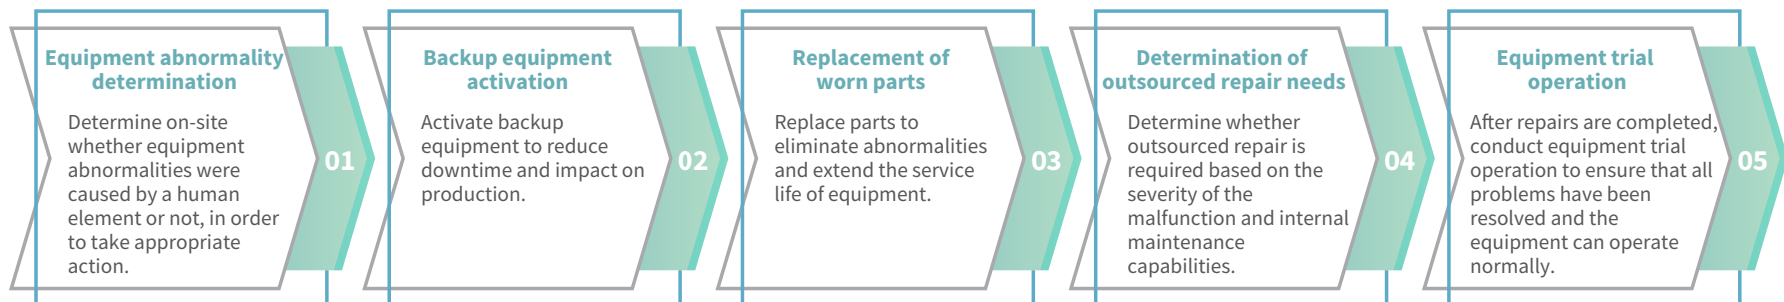 Equipment abnormality
determination
Determine on-site
whether equipment
abnormalities were
caused by a human
element or not, in order
to take appropriate
action.
01
Backup equipment
activation
Activate backup
equipment to reduce
downtime and impact on
production.
02
Replacement of
worn parts
Replace parts to
eliminate abnormalities
and extend the service
life of equipment.
03
Determination of
outsourced repair needs
Determine whether
outsourced repair is
required based on the
severity of the
malfunction and internal
maintenance
capabilities.
04
Equipment trial
operation
After repairs are completed,
conduct equipment trial
operation to ensure that all
problems have been
resolved and the
equipment can operate
normally.
05